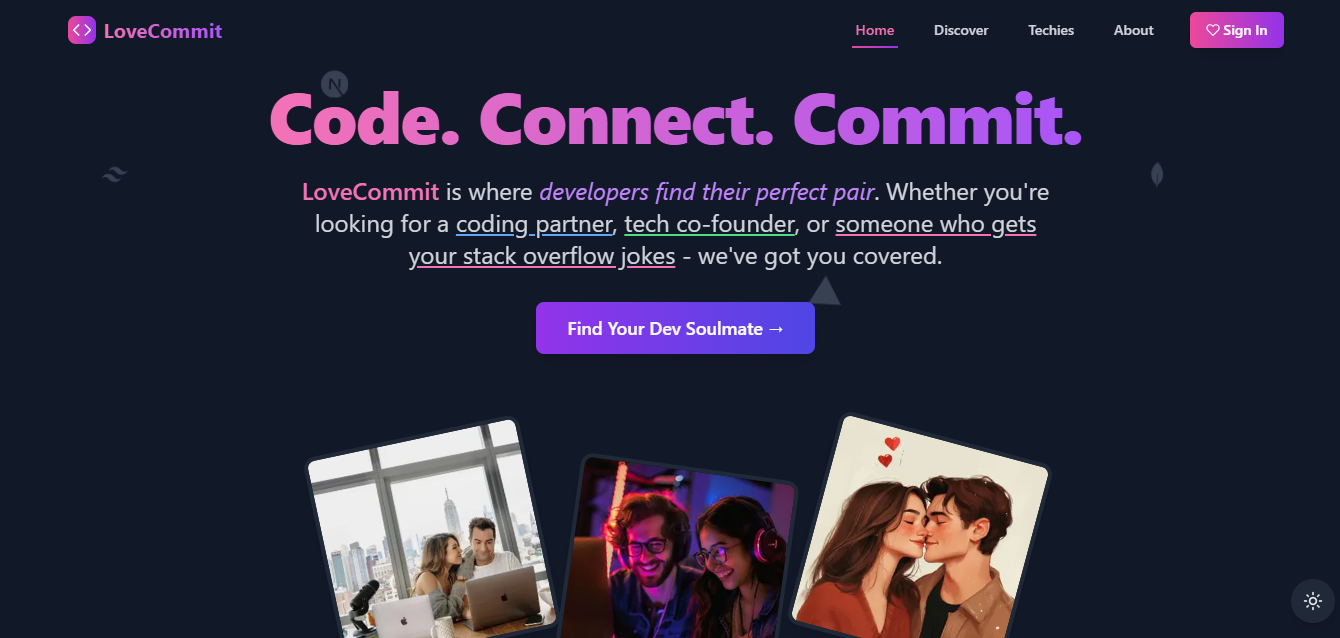 LoveCommit
Home
Discover
Techies
About
Sign In
Code. Connect. Commit.
LoveCommit is where developers find their perfect pair. Whether you're
looking for a coding partner, tech co-founder, or someone who gets
your stack overflow jokes - we've got you covered.
Find Your Dev Soulmate →